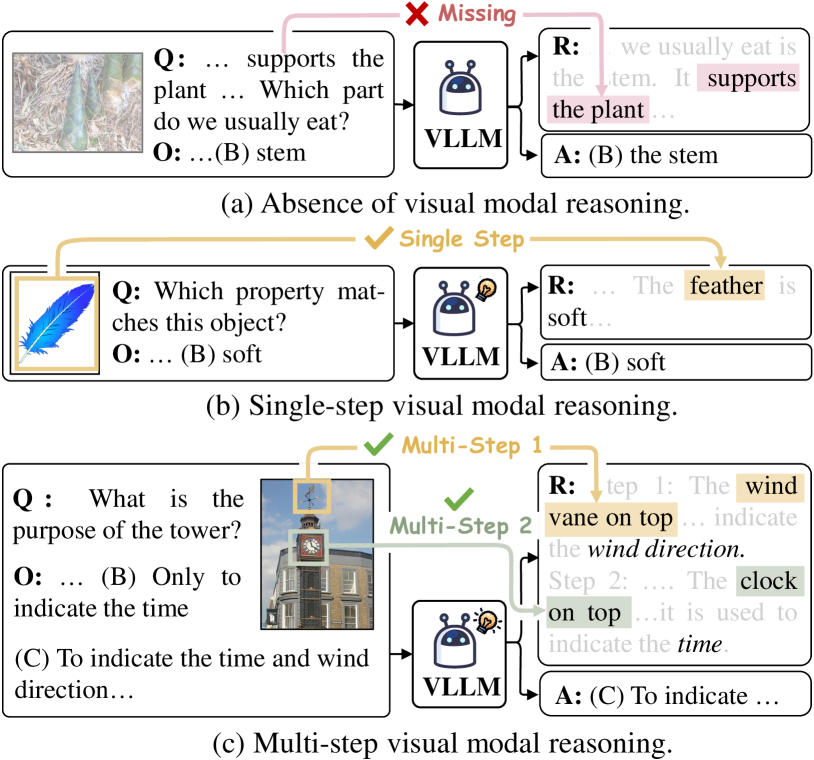 Missing
Q: … supports the
plant … Which part
do we usually eat?
O: …(B) stem
VLLM
R: … we usually eat is
the stem. It supports
the plant …
A: (B) the stem
(a) Absence of visual modal reasoning.
Single Step
Q: Which property mat-
ches this object?
O: … (B) soft
VLLM
R: … The feather is
soft…
A: (B) soft
(b) Single-step visual modal reasoning.
Multi-Step 1
Multi-Step 2
Q : What is the
purpose of the tower?
O: … (B) Only to
indicate the time
(C) To indicate the time and wind
direction…
VLLM
R: tep 1: The wind
vane on top … indicate
the wind direction.
Step 2: …. The clock
on top …it is used to
indicate the time.
A: (C) To indicate …
(c) Multi-step visual modal reasoning.